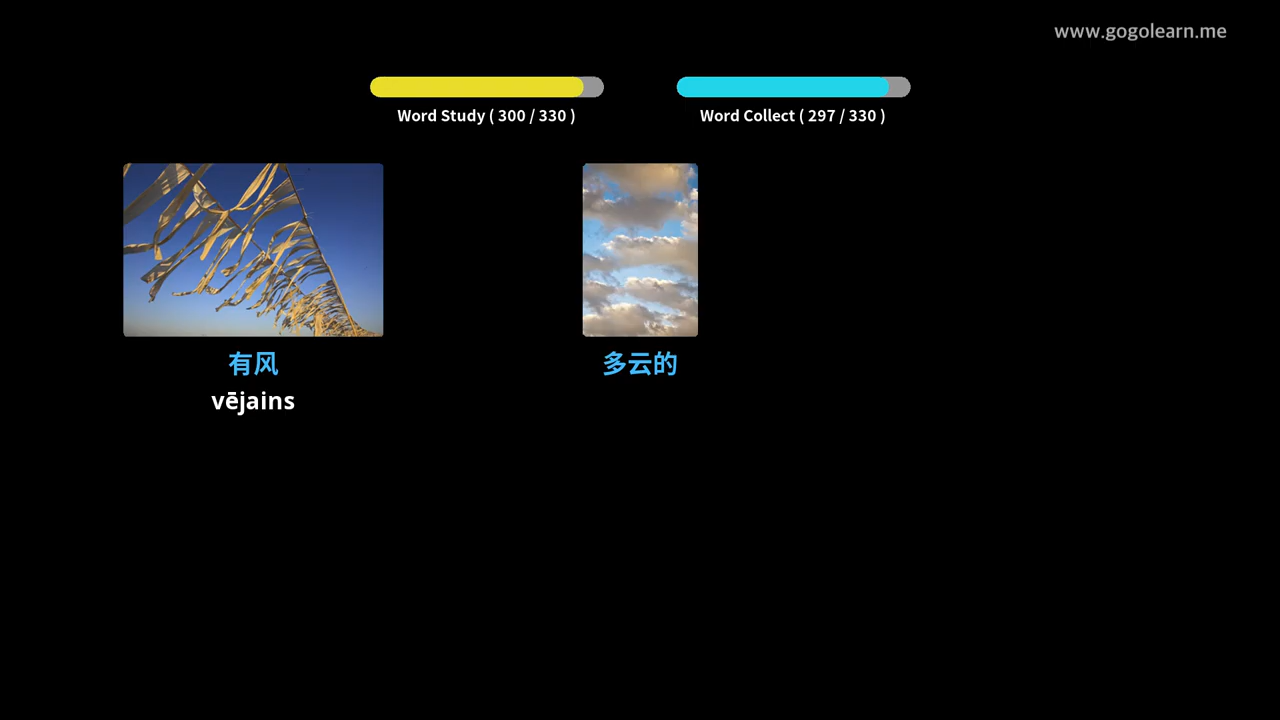 www.gogolearn.me
Word Study ( 300 / 330 )
Word Collect ( 297 / 330 )
有风
vējains
多云的